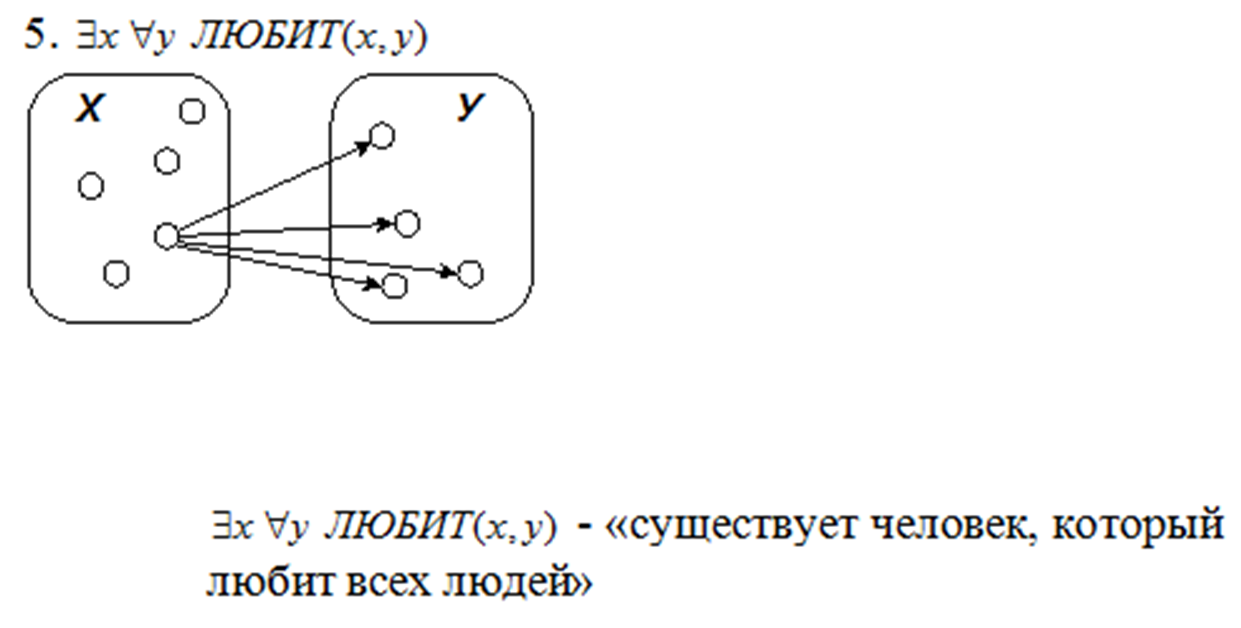 5. ∃x ∀y ЛЮБИТ(x, y)
X У
∃x ∀y ЛЮБИТ(x, y) - «существует человек, который
любит всех людей»